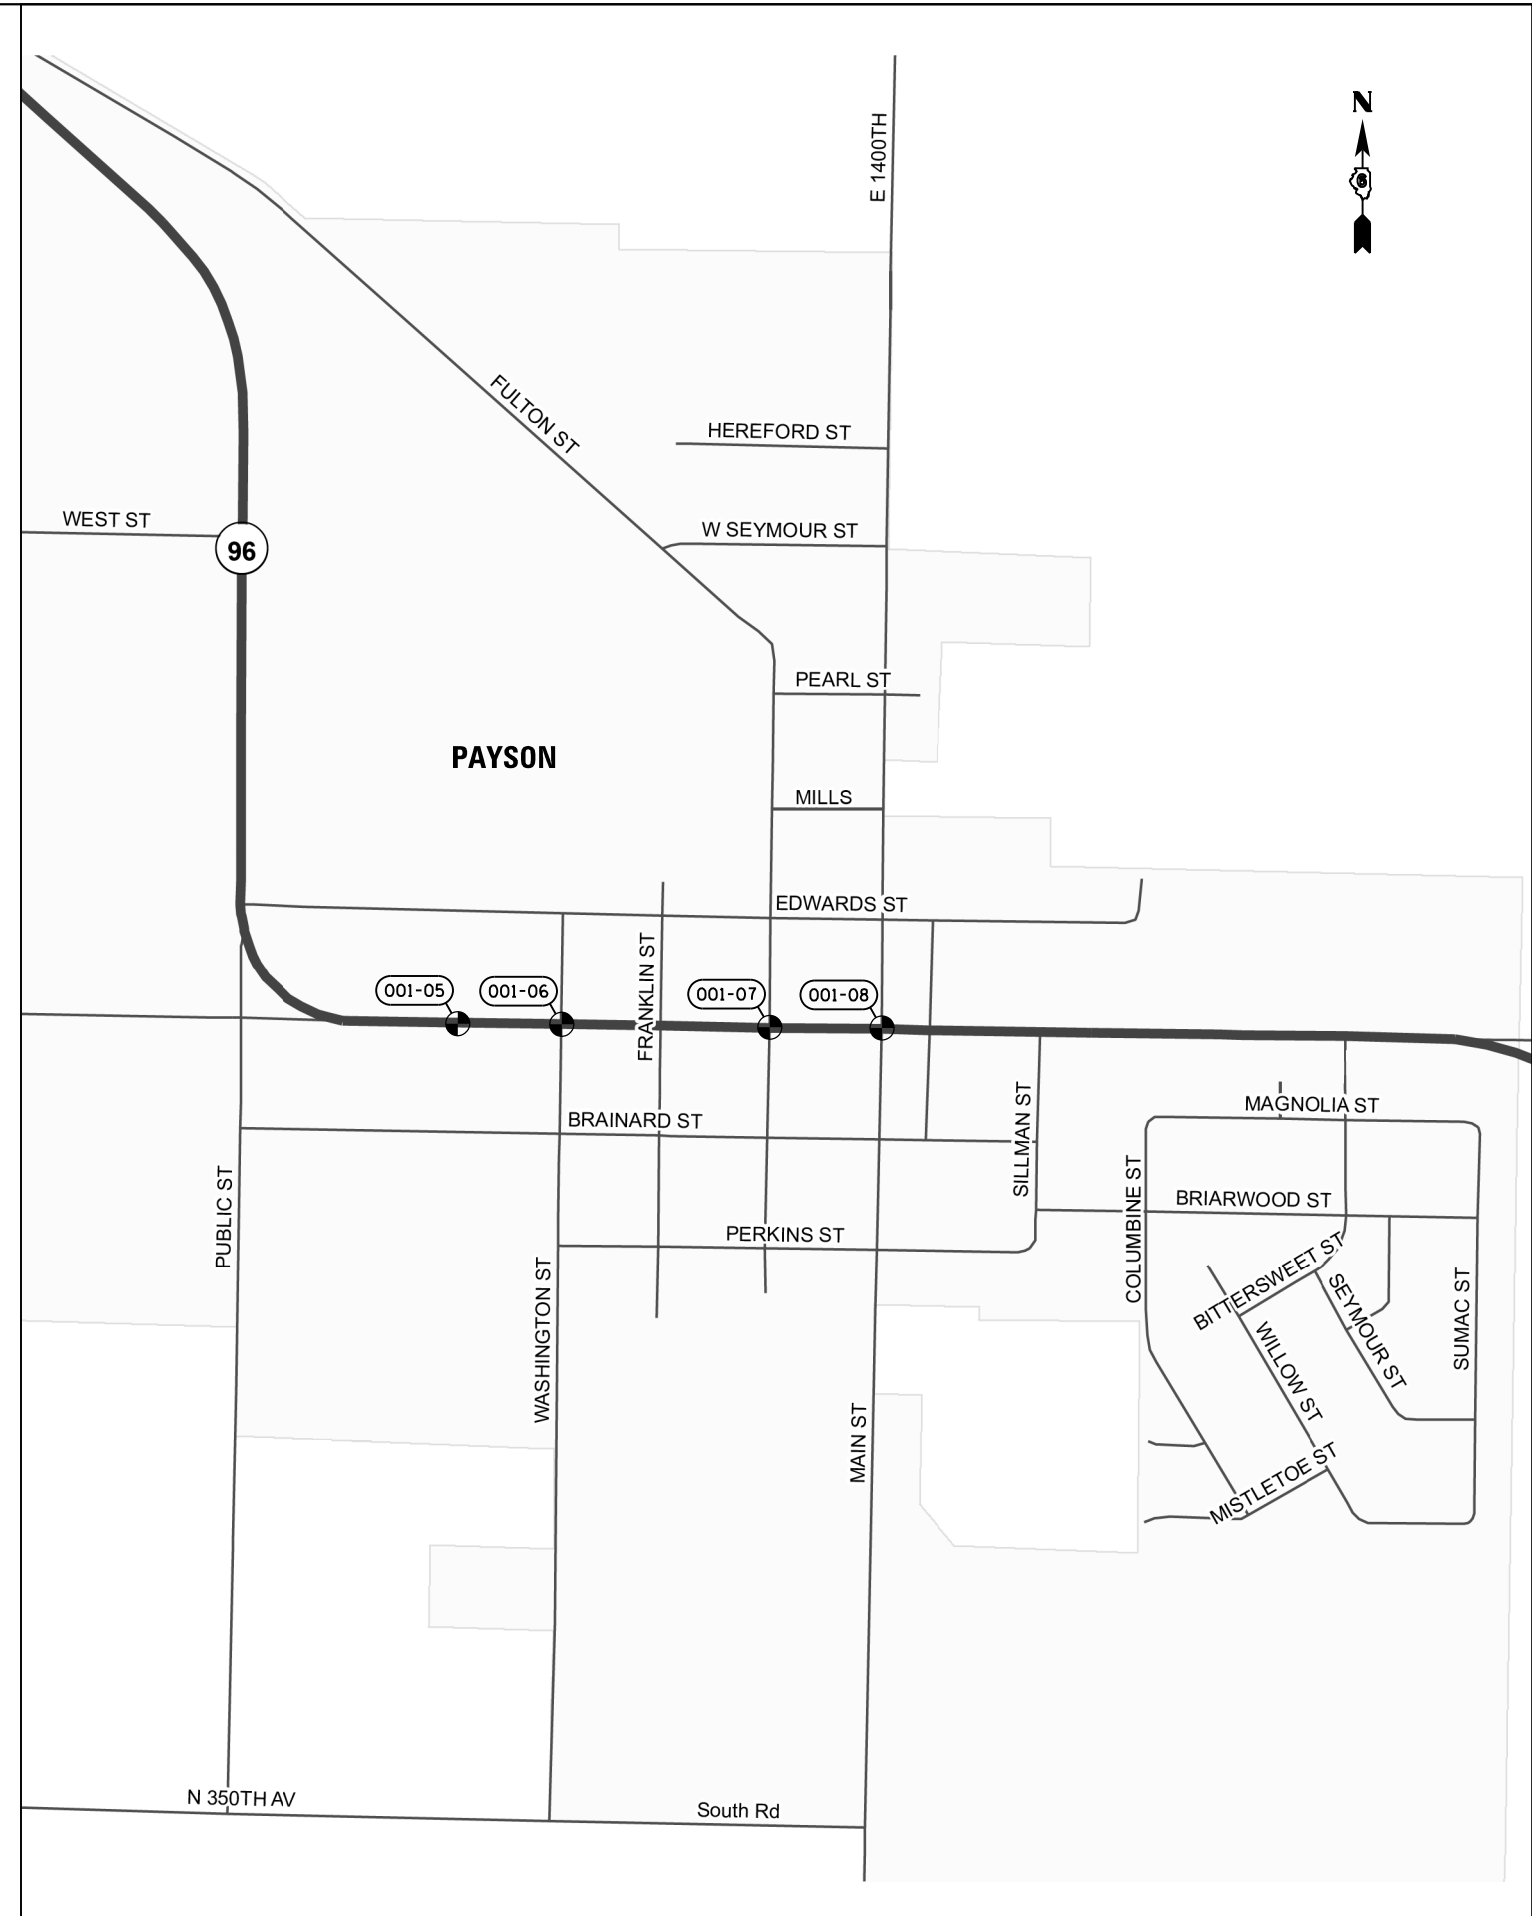 N
E 1400TH
6
FULTON ST
HEREFORD ST
WEST ST
W SEYMOUR ST
96
PEARL ST
PAYSON
MILLS
EDWARDS ST
FRANKLIN ST
001-05
001-06
001-07
001-08
SILLMAN ST
MAGNOLIA ST
BRAINARD ST
PUBLIC ST
COLUMBINE ST
BRIARWOOD ST
PERKINS ST
WASHINGTON ST
BITTERSWEET ST
SEYMOUR ST
SUMAC ST
WILLOW ST
MAIN ST
MISTLETOE ST
N 350TH AV
South Rd